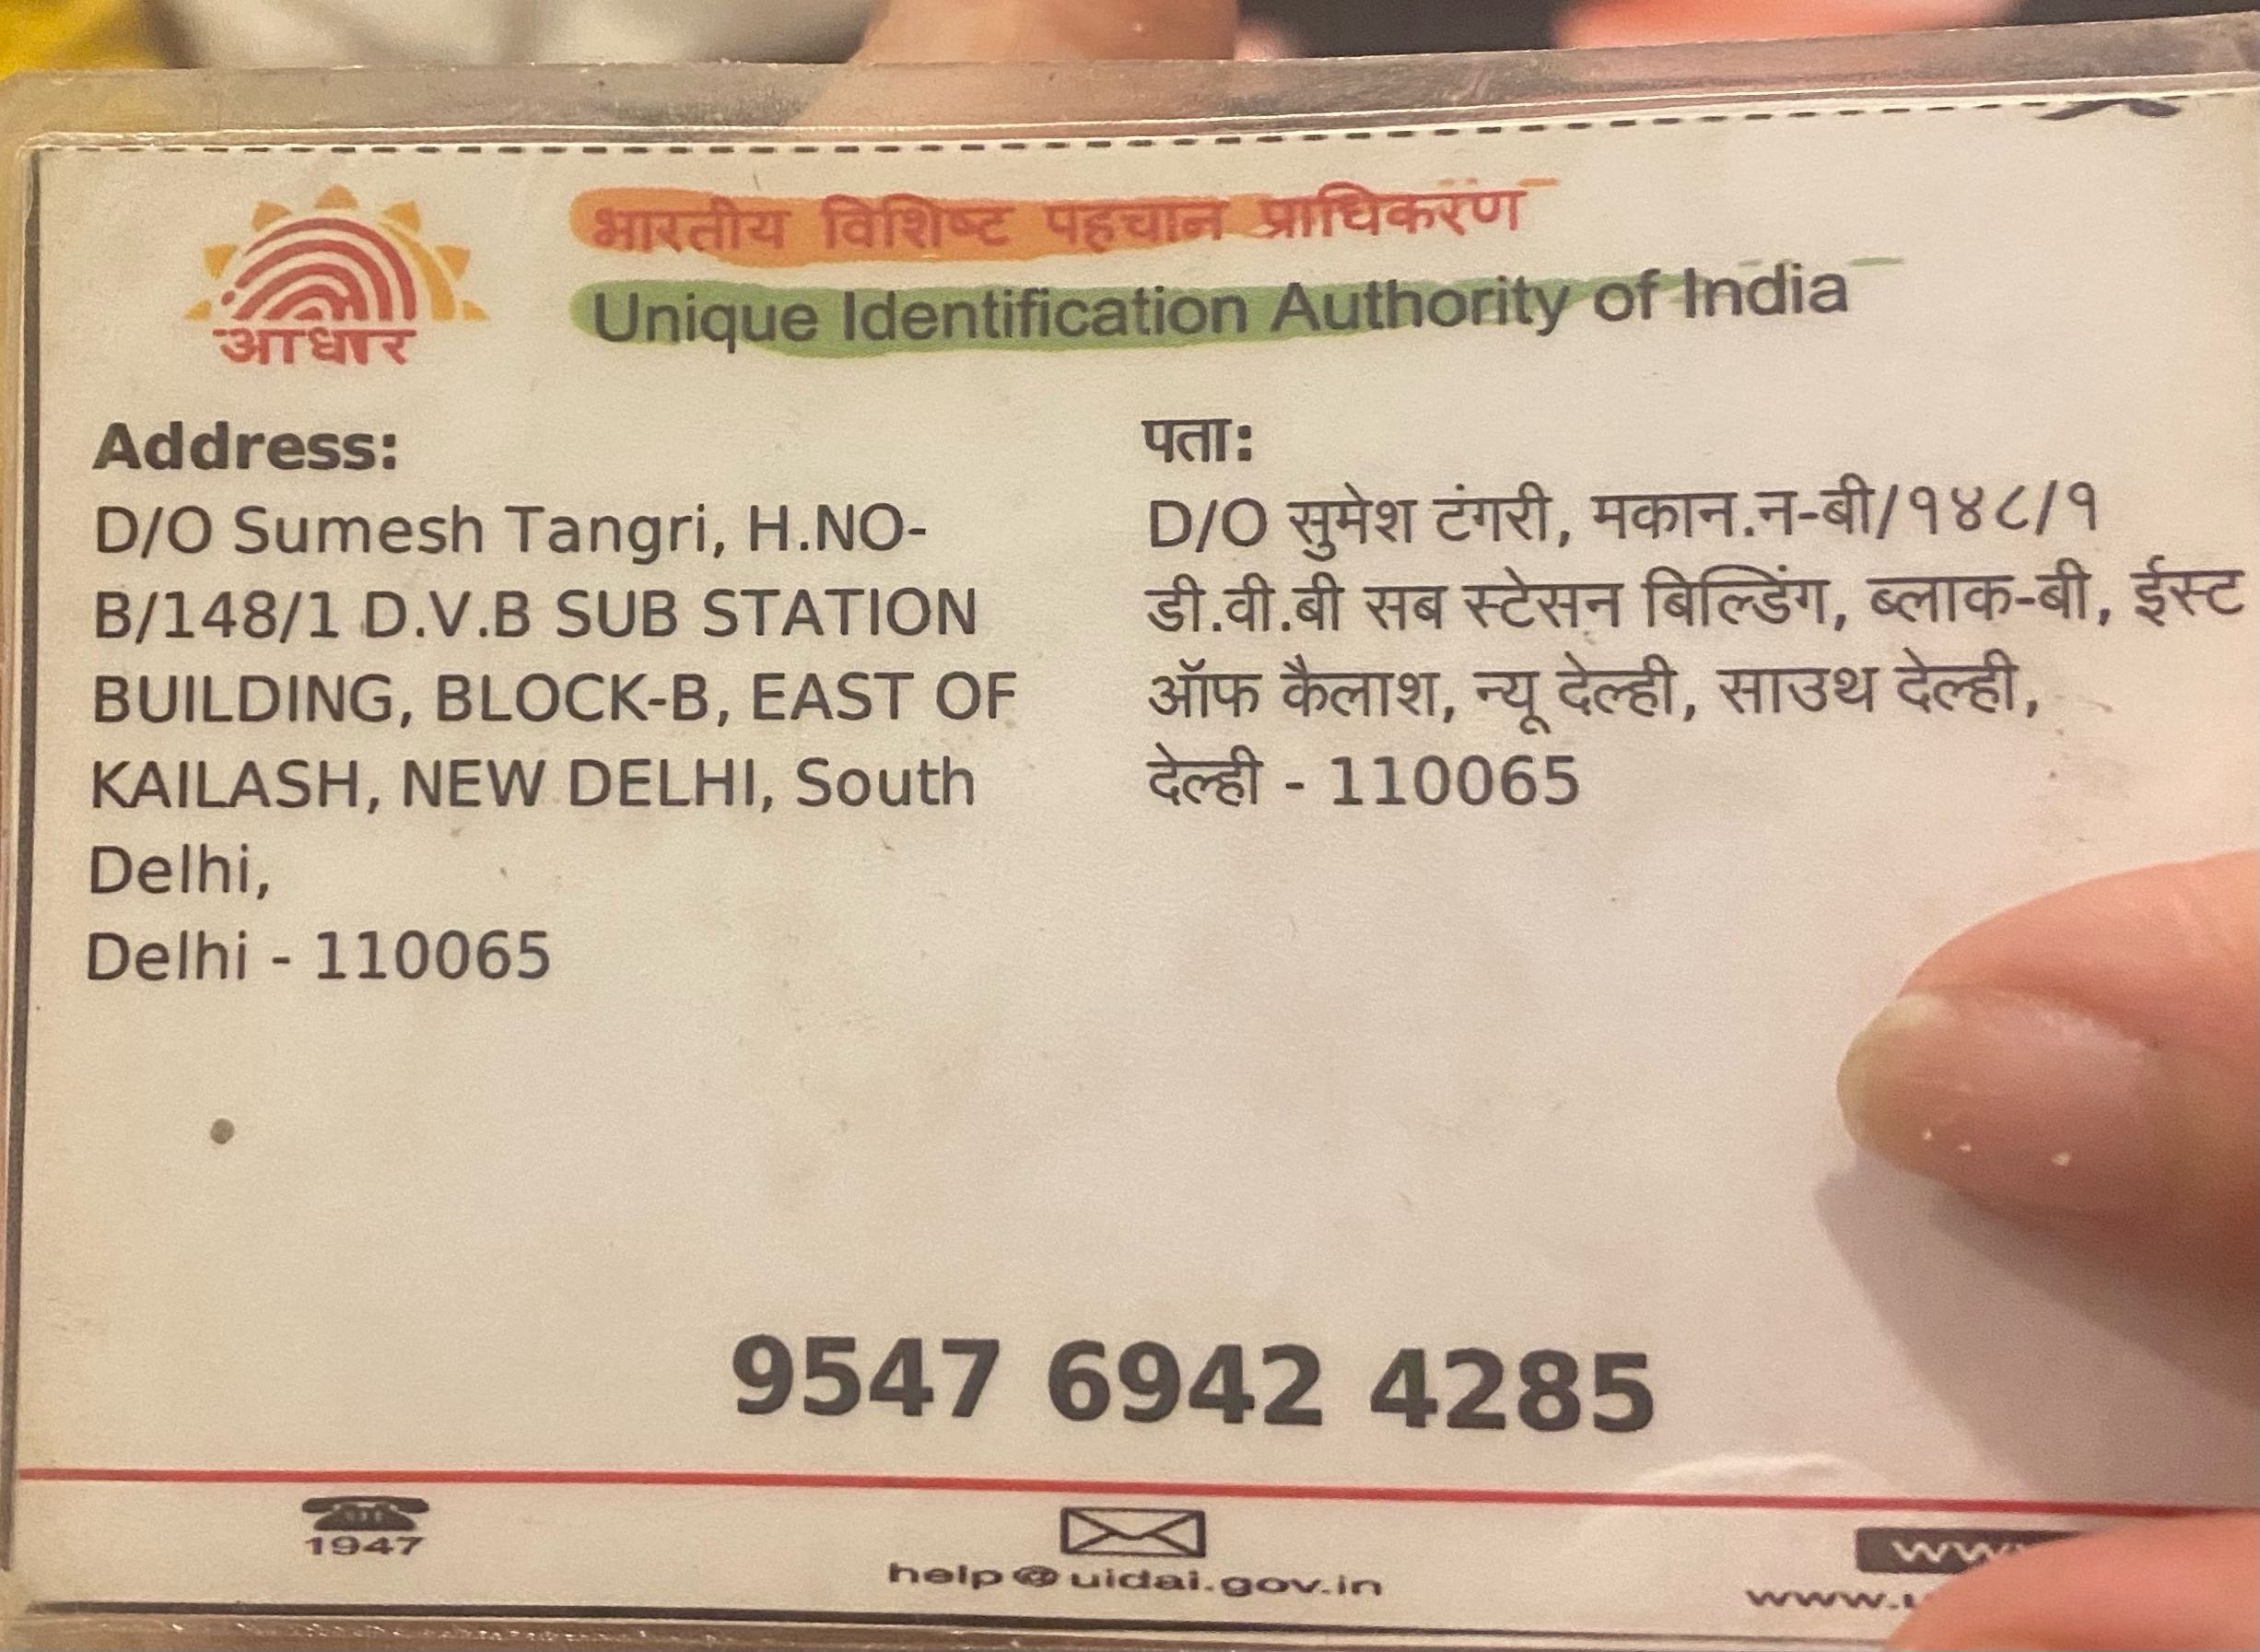 भारतीय विशिष्ट पहचान प्राधिकरण
Unique Identification Authority of India
आधार
Address:
D/O Sumesh Tangri, H.NO-
B/148/1 D.V.B SUB STATION
BUILDING, BLOCK-B, EAST OF
KAILASH, NEW DELHI, South
Delhi,
Delhi - 110065
पता:
D/O सुमेश टंगरी, मकान.न-बी/१४८/१
डी.वी.बी सब स्टेसन बिल्डिंग, ब्लाक-बी, ईस्ट
ऑफ कैलाश, न्यू देल्ही, साउथ देल्ही,
देल्ही - 110065
9547 6942 4285
1947
help@uidai.gov.in